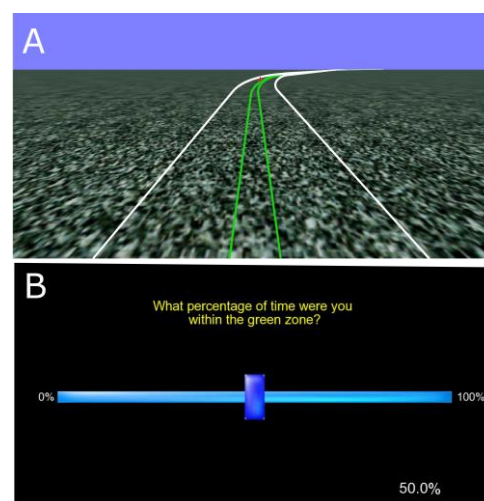 A
B
What percentage of time were you
within the green zone?
0%
100%
50.0%